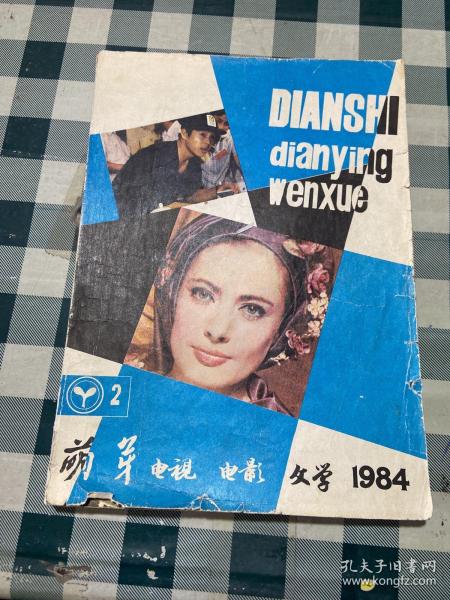 DIANSHI
dianying
wenxue
2
萌芽 电视 电影 文学 1984
孔夫子旧书网
www.kongfz.com